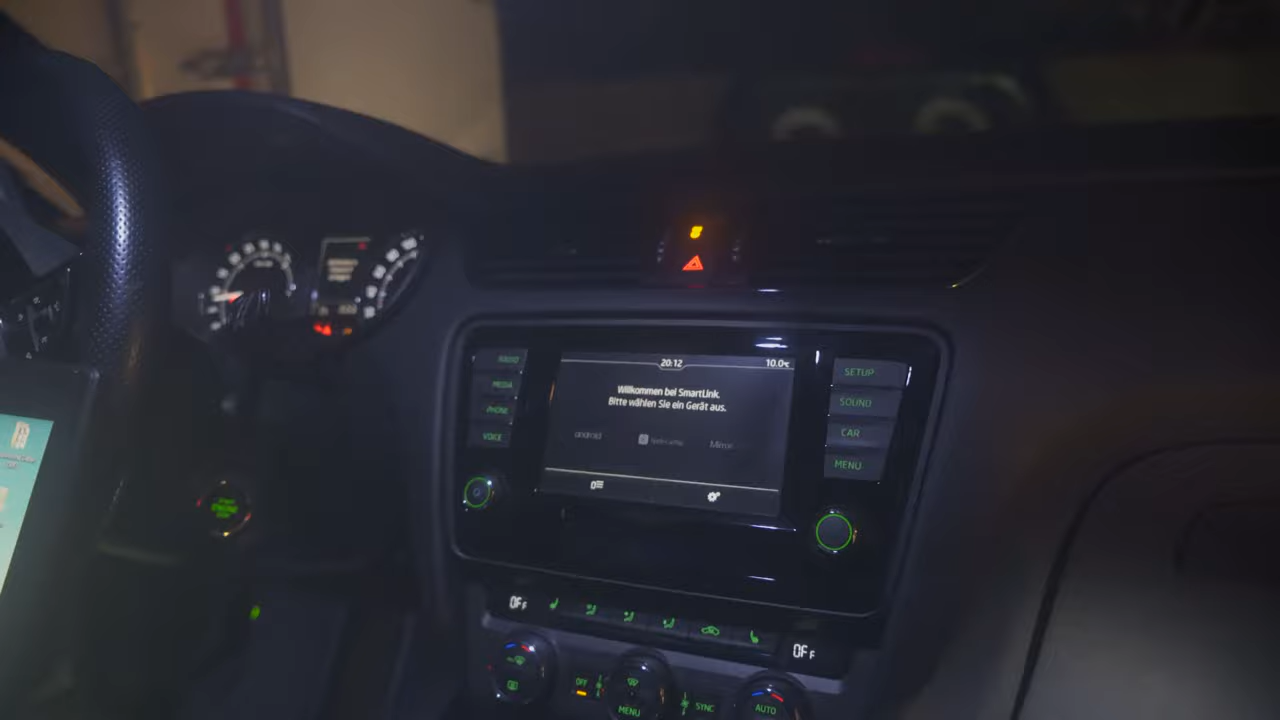 RADIO
MEDIA
PHONE
VOICE
20:12
10.0°C
Willkommen bei SmartLink.
Bitte wählen Sie ein Gerät aus.
android
Mirror
SETUP
SOUND
CAR
MENU
OFF
OFF
OFF
MENU
SYNC
AUTO